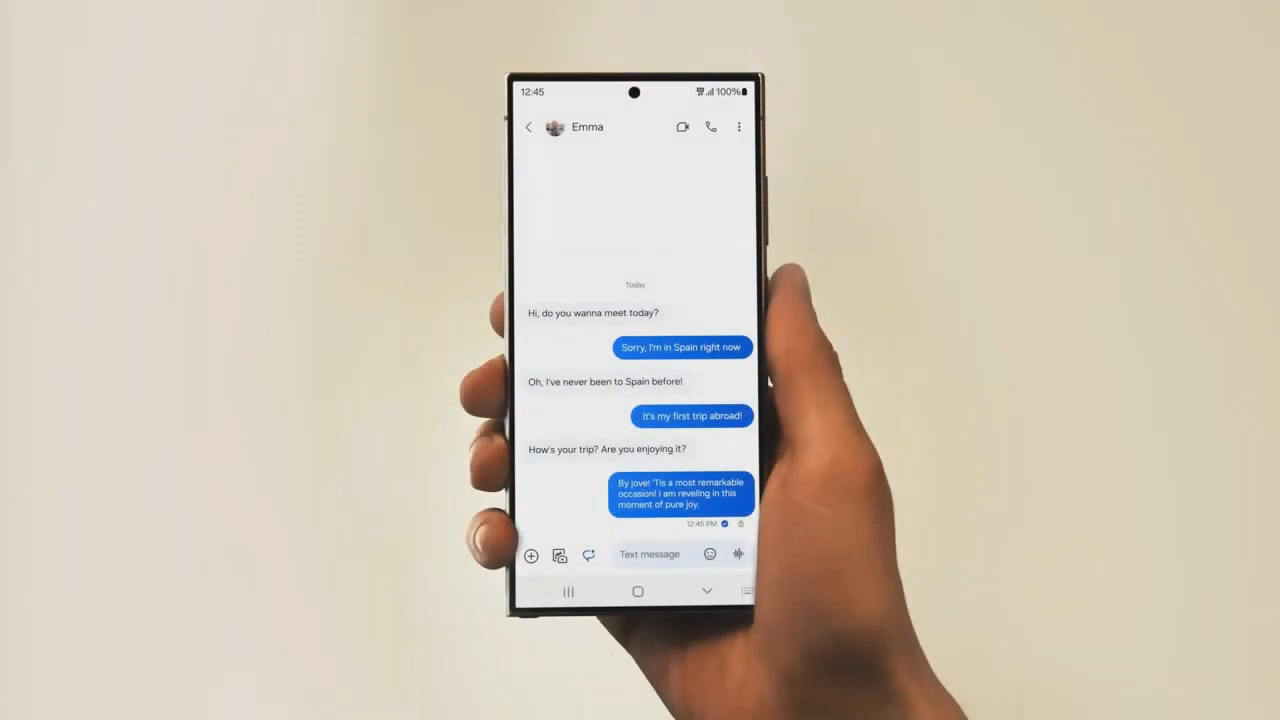 12:45 100%
Emma
Today
Hi, do you wanna meet today?
Sorry, I'm in Spain right now
Oh, I've never been to Spain before!
It's my first trip abroad!
How's your trip? Are you enjoying it?
By jove! 'Tis a most remarkable
occasion! I am reveling in this
moment of pure joy.
12:45 PM
Text message